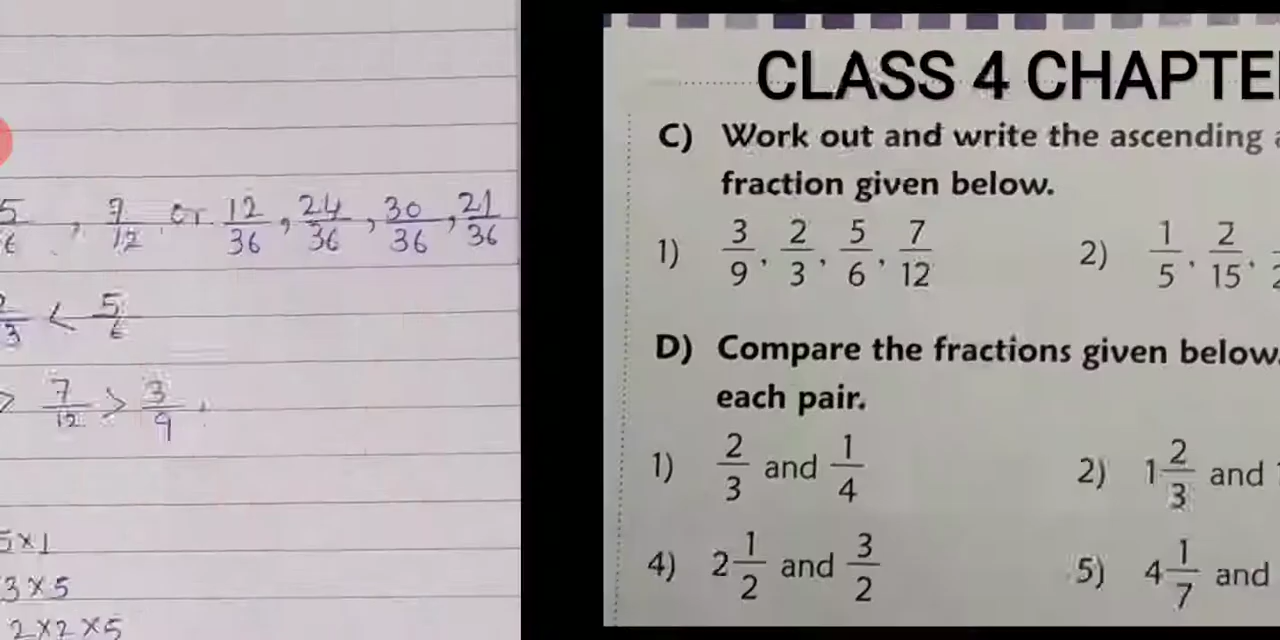 5/6 , 7/12 or 12/36 , 24/36 , 30/36 , 21/36
2/3 < 5/6
> 7/12 > 3/9 .
5×1
3×5
2×2×5
CLASS 4 CHAPTE
C) Work out and write the ascending
fraction given below.
1) 3/9 , 2/3 , 5/6 , 7/12 2) 1/5 , 2/15 ,
D) Compare the fractions given below.
each pair.
1) 2/3 and 1/4 2) 1 2/3 and
4) 2 1/2 and 3/2 5) 4 1/7 and